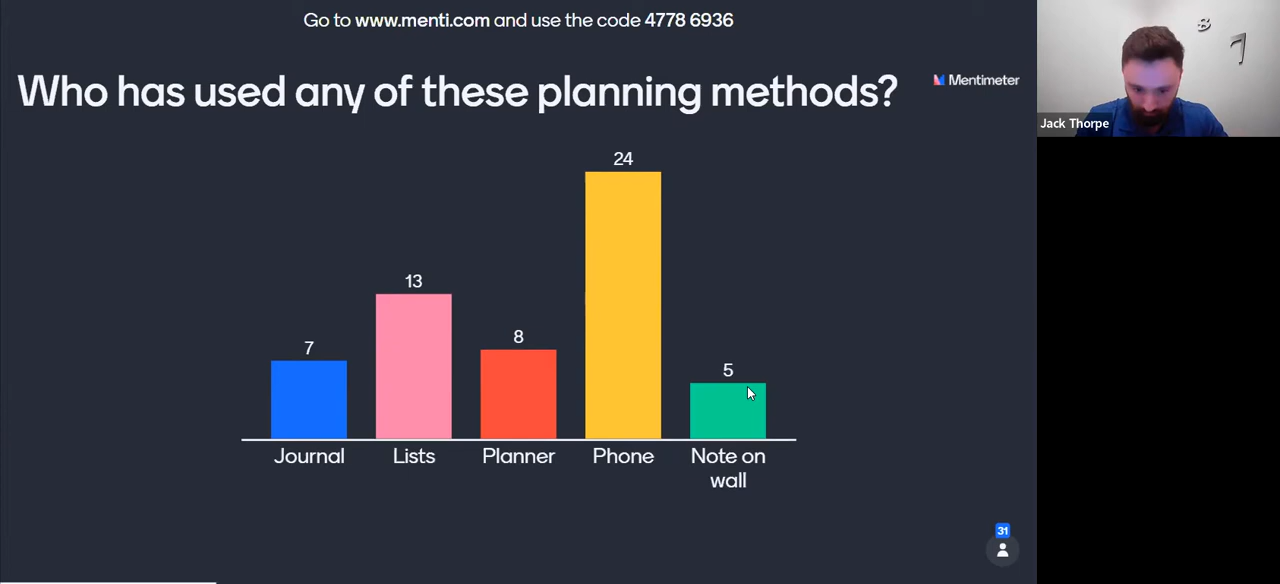 Go to www.menti.com and use the code 4778 6936
Who has used any of these planning methods?
Mentimeter
Jack Thorpe
24
13
8
7
5
Journal
Lists
Planner
Phone
Note on
wall
31